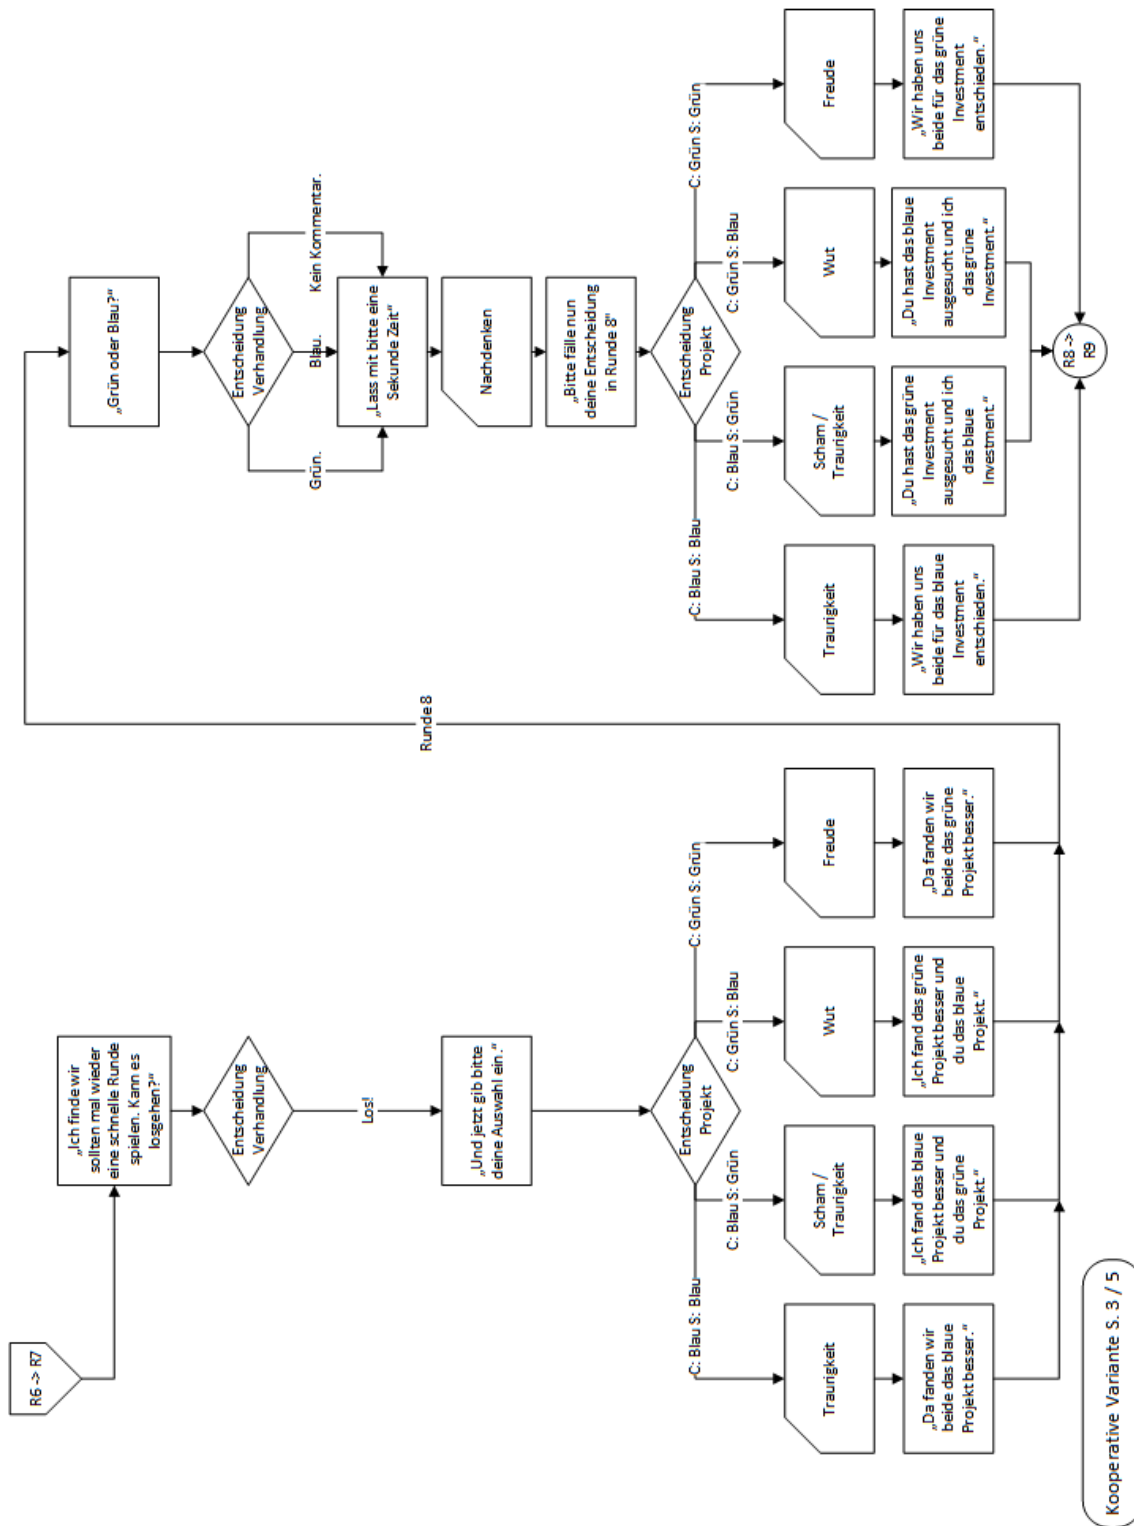 R6 -> R7
„Ich finde wir
sollten mal wieder
eine schnelle Runde
spielen. Kann es
losgehen?“
Entscheidung
Verhandlung
Los!
„Und jetzt gib bitte
deine Auswahl ein.“
Entscheidung
Projekt
C: Blau S: Blau
C: Blau S: Grün
C: Grün S: Blau
C: Grün S: Grün
Traurigkeit
Scham /
Traurigkeit
Wut
Freude
„Da fanden wir
beide das blaue
Projekt besser.“
„Ich fand das blaue
Projekt besser und
du das grüne
Projekt.“
„Ich fand das grüne
Projekt besser und
du das blaue
Projekt.“
„Da fanden wir
beide das grüne
Projekt besser.“
Runde 8
„Grün oder Blau?“
Entscheidung
Verhandlung
Grün.
Blau.
Kein Kommentar.
„Lass mit bitte eine
Sekunde Zeit“
Nachdenken
„Bitte fälle nun
deine Entscheidung
in Runde 8“
Entscheidung
Projekt
C: Blau S: Blau
C: Blau S: Grün
C: Grün S: Blau
C: Grün S: Grün
Traurigkeit
Scham /
Traurigkeit
Wut
Freude
„Wir haben uns
beide für das blaue
Investment
entschieden.“
„Du hast das grüne
Investment
ausgesucht und ich
das blaue
Investment.“
„Du hast das blaue
Investment
ausgesucht und ich
das grüne
Investment.“
„Wir haben uns
beide für das grüne
Investment
entschieden.“
R8 ->
R9
Kooperative Variante S. 3 / 5